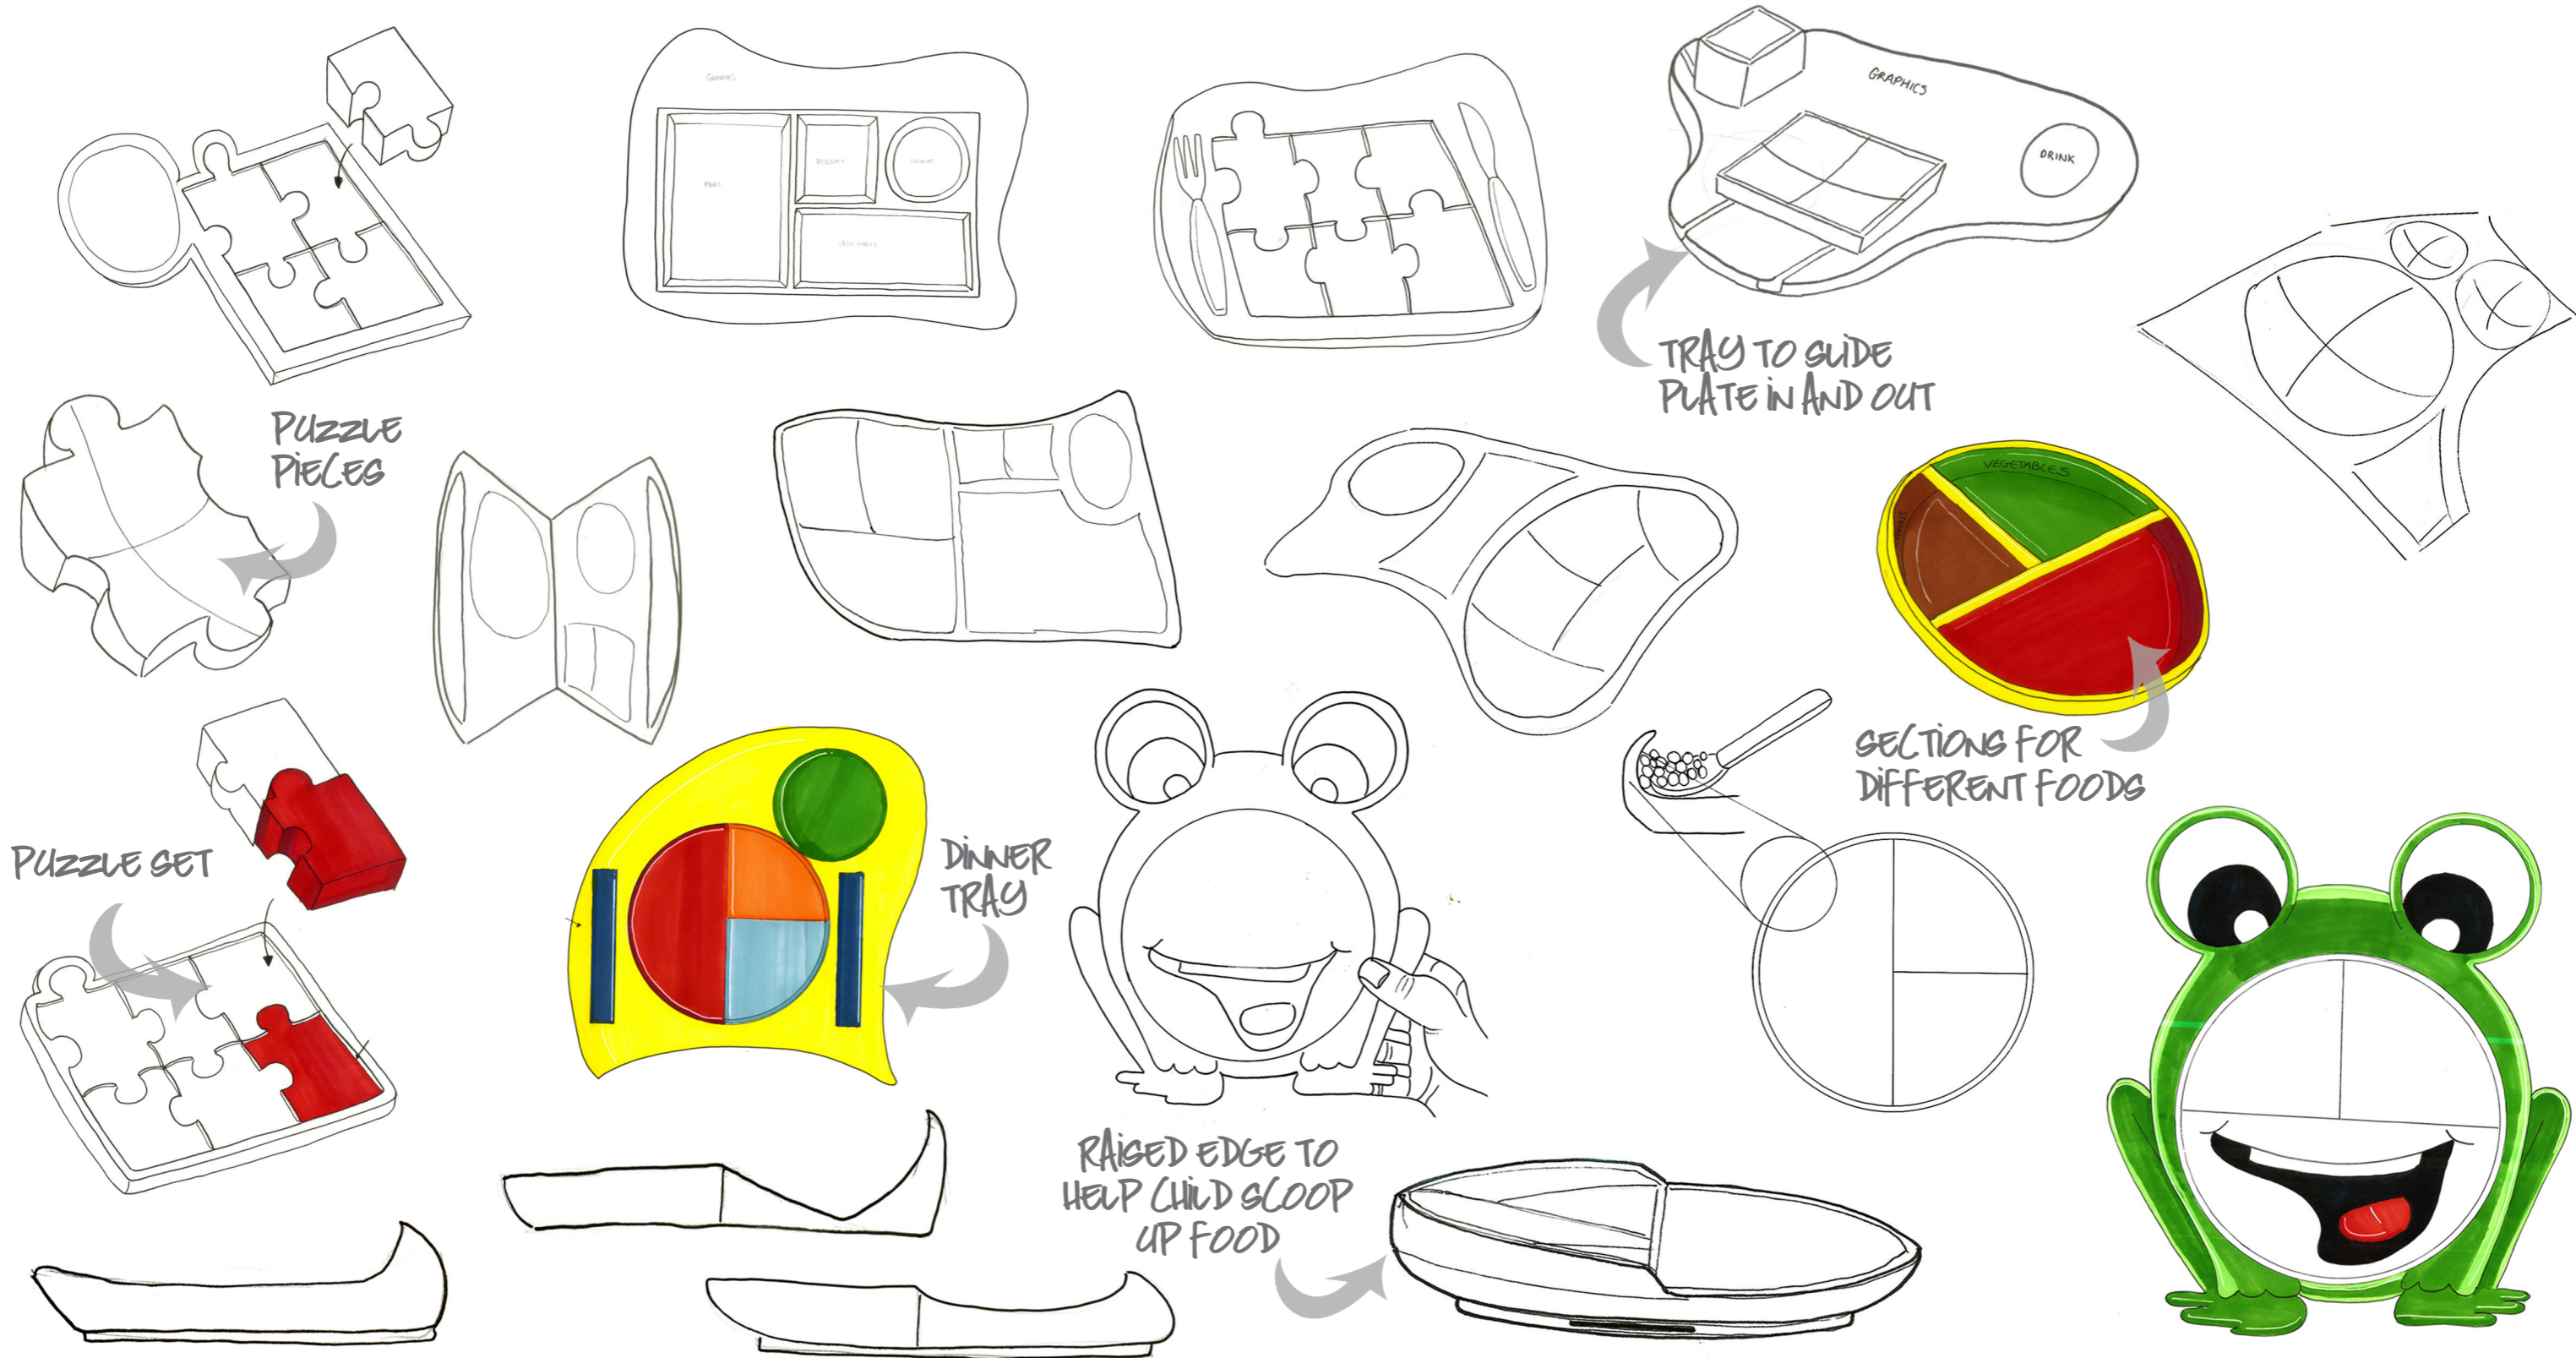 GRAPHICS
DRINK
TRAY TO SLIDE
PLATE IN AND OUT
PUZZLE
PIECES
VEGETABLES
SECTIONS FOR
DIFFERENT FOODS
PUZZLE SET
DINNER
TRAY
RAISED EDGE TO
HELP CHILD SCOOP
UP FOOD